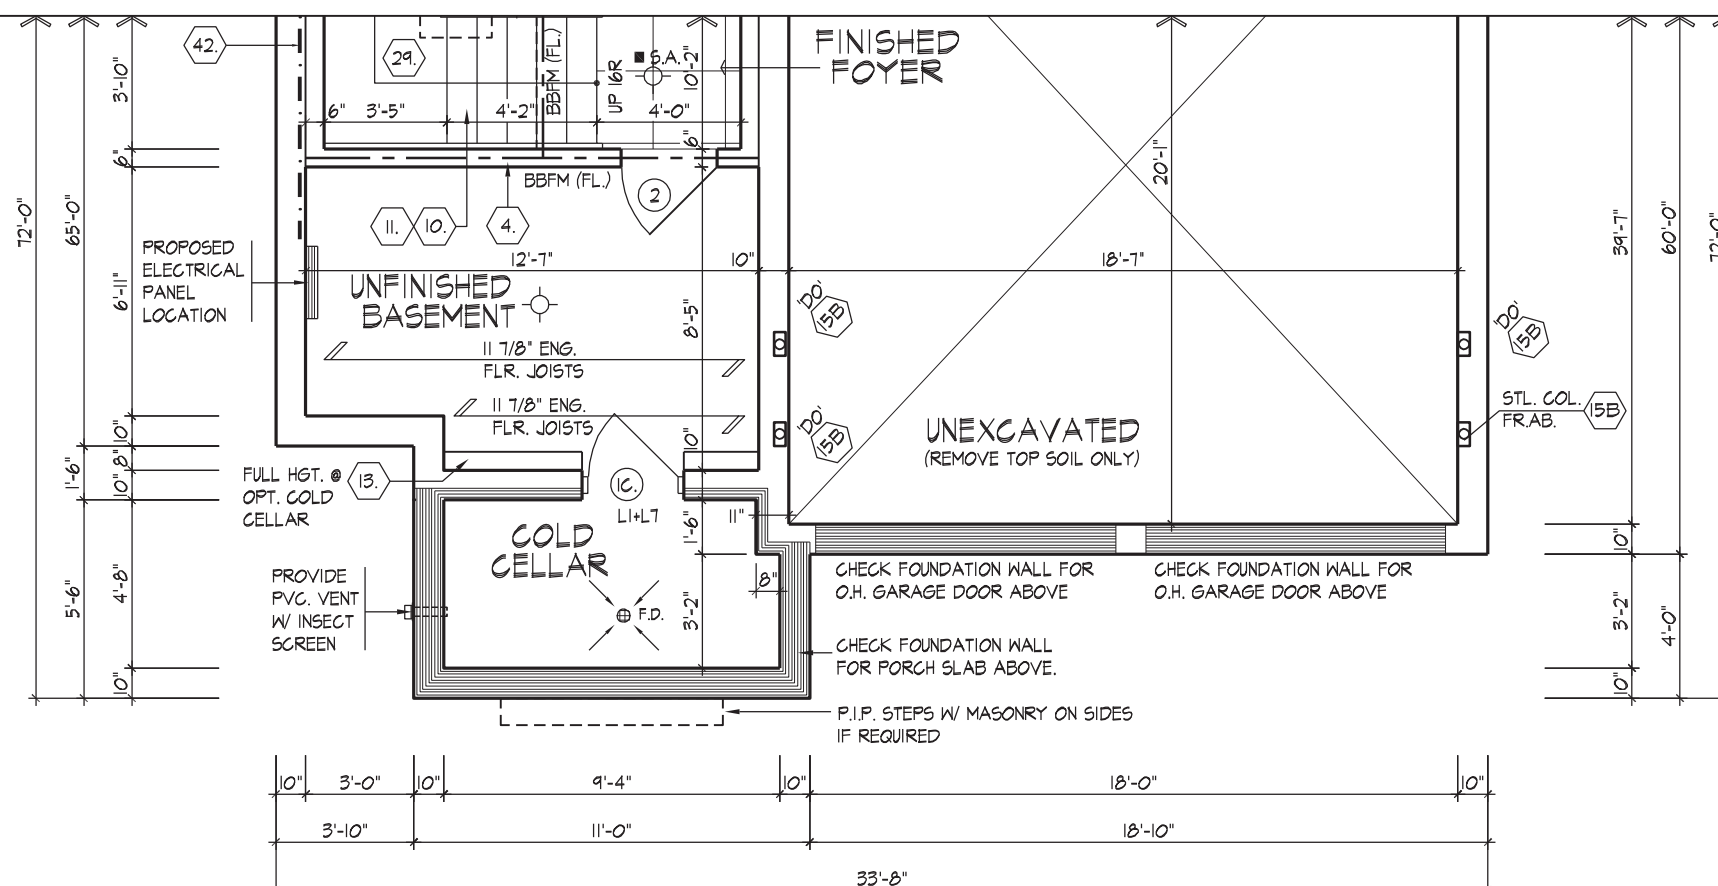 42.
29.
S.A.
BBFM (FL.)
UP 16R
10'-2"
FINISHED
FOYER
3'-10"
6"
3'-5"
4'-2"
4'-0"
6"
6"
20'-1"
BBFM (FL.)
2
11.
10.
4.
72'-0"
65'-0"
39'-7"
60'-0"
72'-0"
PROPOSED
ELECTRICAL
PANEL
LOCATION
12'-7"
10"
18'-7"
6'-11"
UNFINISHED
BASEMENT
8'-5"
'DO'
15B
'DO'
15B
11 7/8" ENG.
FLR. JOISTS
11 7/8" ENG.
FLR. JOISTS
'DO'
15B
STL. COL.
FR.AB.
15B
UNEXCAVATED
(REMOVE TOP SOIL ONLY)
10"
10"
8"
10"
1'-6"
FULL HGT. @
OPT. COLD
CELLAR
13.
1C.
L1+L7
11"
1'-6"
COLD
CELLAR
10"
CHECK FOUNDATION WALL FOR
O.H. GARAGE DOOR ABOVE
CHECK FOUNDATION WALL FOR
O.H. GARAGE DOOR ABOVE
8"
PROVIDE
PVC. VENT
W/ INSECT
SCREEN
5'-6"
4'-8"
F.D.
3'-2"
3'-2"
4'-0"
CHECK FOUNDATION WALL
FOR PORCH SLAB ABOVE.
10"
10"
P.I.P. STEPS W/ MASONRY ON SIDES
IF REQUIRED
10"
3'-0"
10"
9'-4"
10"
18'-0"
10"
3'-10"
11'-0"
18'-10"
33'-8"